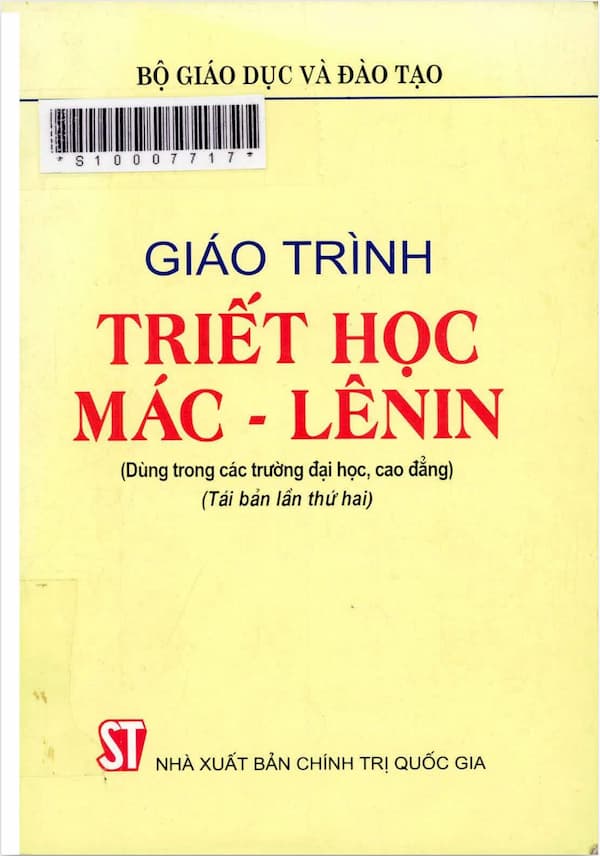 BỘ GIÁO DỤC VÀ ĐÀO TẠO
*S10007717*
GIÁO TRÌNH
TRIẾT HỌC
MÁC - LÊNIN
(Dùng trong các trường đại học, cao đẳng)
(Tái bản lần thứ hai)
ST
NHÀ XUẤT BẢN CHÍNH TRỊ QUỐC GIA